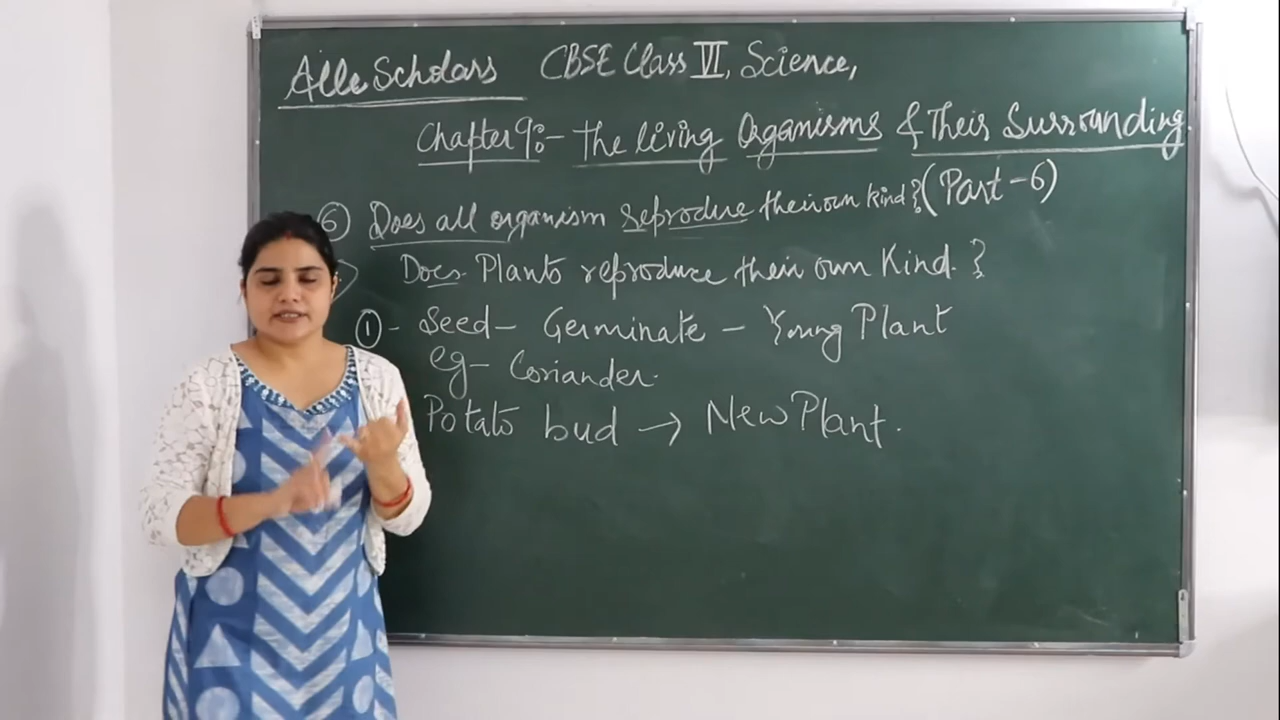 Alle Scholars CBSE Class VI, Science,
Chapter 9:- The living Organisms & Their Surrounding
(Part-6)
6 Does all organism reproduce their own kind?
Does Plants reproduce their own Kind?
1 - Seed - Germinate - Young Plant
eg- Coriander.
Potato bud → New Plant.